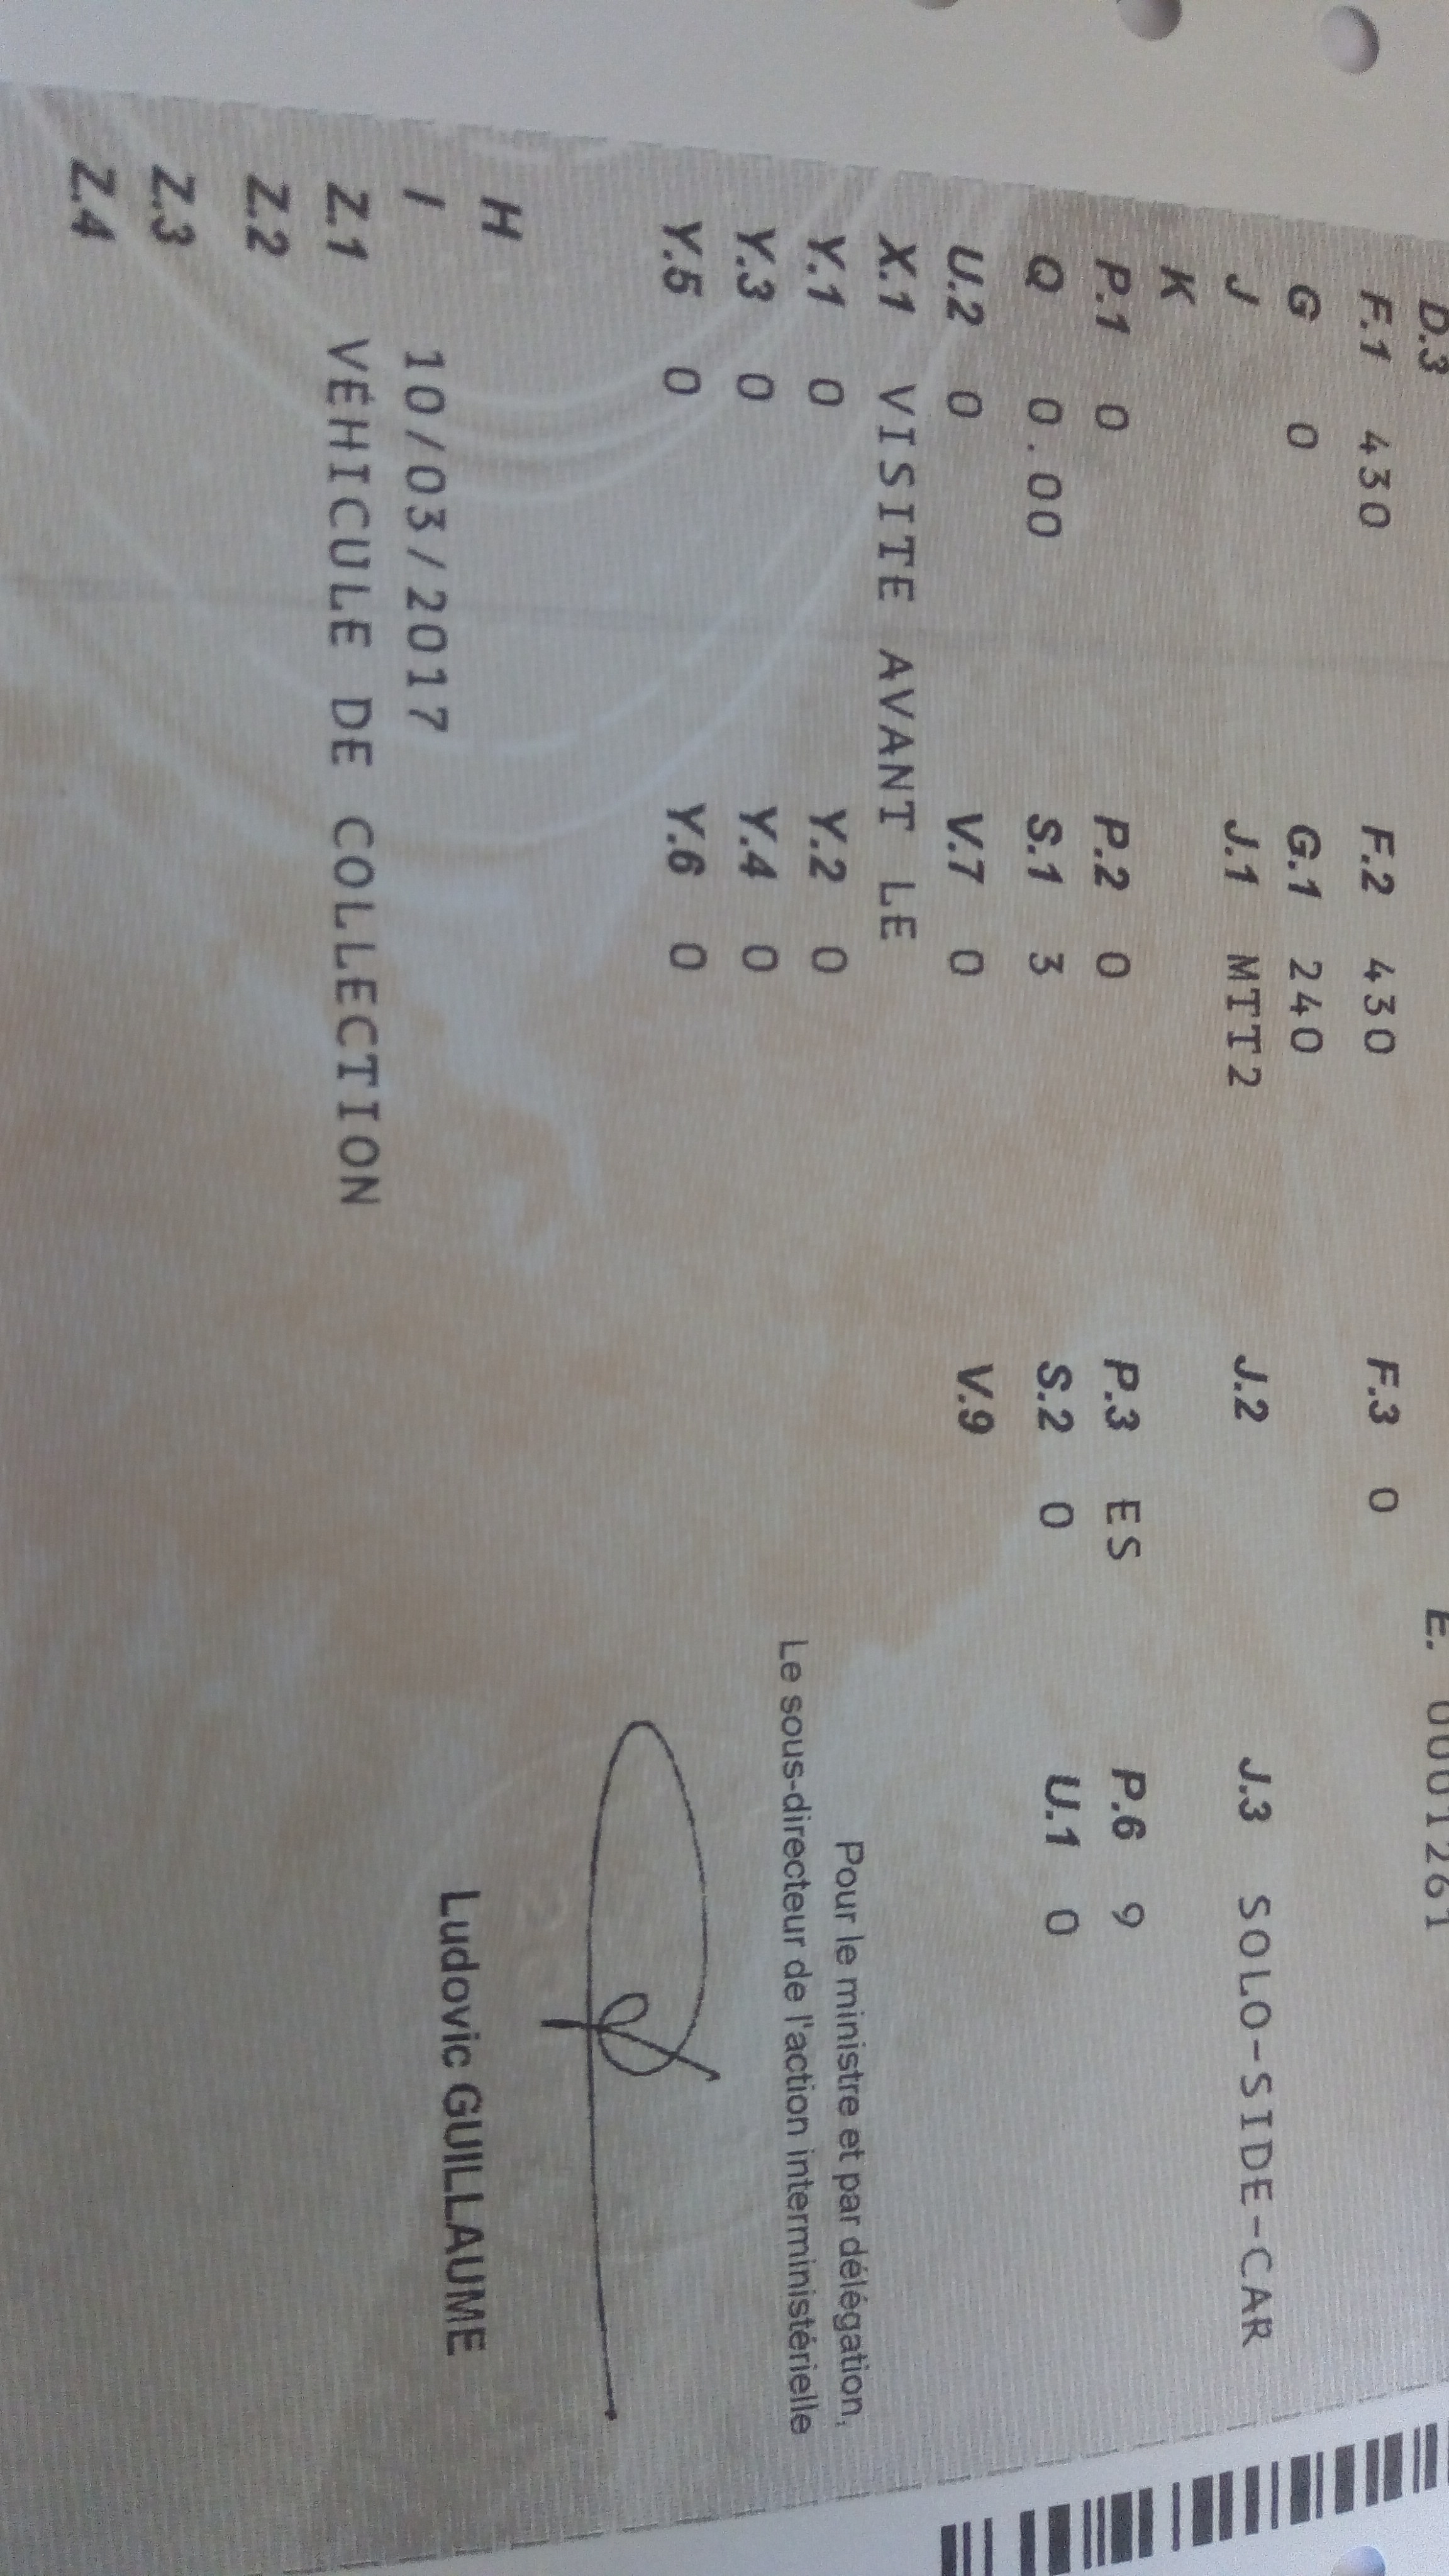 D.3 E. 0001261
F.1 430 F.2 430 F.3 0
G 0 G.1 240
J J.1 MTT2 J.2 J.3 SOLO-SIDE-CAR
K
P.1 0 P.2 0 P.3 ES P.6 9
Q 0.00 S.1 3 S.2 0 U.1 0
U.2 0 V.7 0 V.9
X.1 VISITE AVANT LE
Y.1 0 Y.2 0
Y.3 0 Y.4 0
Y.5 0 Y.6 0
H
I 10/03/2017
Z.1 VÉHICULE DE COLLECTION
Z.2
Z.3
Z.4
Pour le ministre et par délégation,
Le sous-directeur de l'action interministérielle
Ludovic GUILLAUME